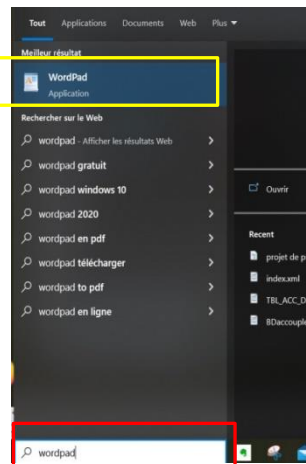 Tout Applications Documents Web Plus
Meilleur résultat
WordPad
Application
Rechercher sur le Web
wordpad - Afficher les résultats Web
wordpad gratuit
wordpad windows 10
wordpad 2020
wordpad en pdf
wordpad télécharger
wordpad to pdf
wordpad en ligne
Ouvrir
Recent
projet de p
index.xml
TBL_ACC_D
BDaccouple
wordpad